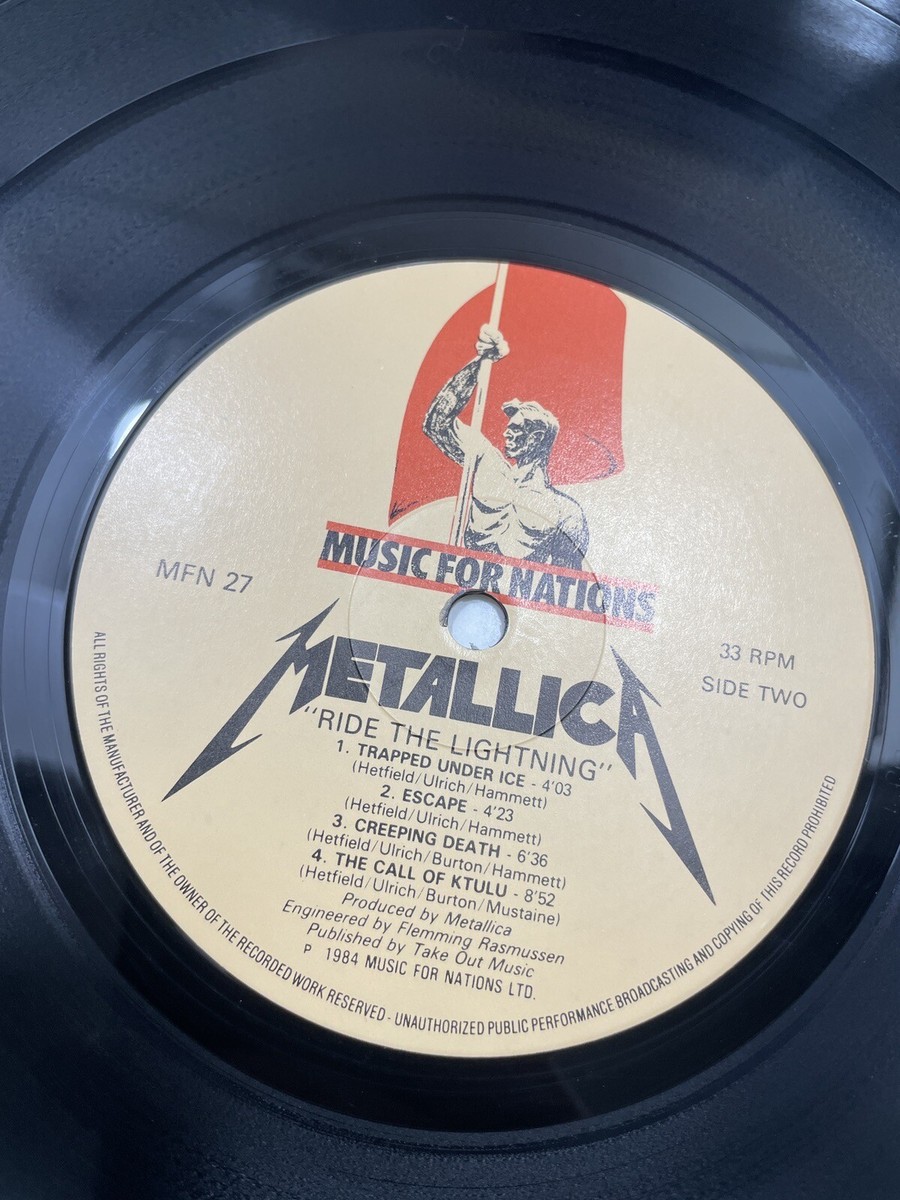 MUSIC FOR NATIONS
MFN 27
33 RPM
SIDE TWO
METALLICA
"RIDE THE LIGHTNING"
1. TRAPPED UNDER ICE - 4'03
(Hetfield/Ulrich/Hammett)
2. ESCAPE - 4'23
(Hetfield/Ulrich/Hammett)
3. CREEPING DEATH - 6'36
(Hetfield/Ulrich/Burton/Hammett)
4. THE CALL OF KTULU - 8'52
(Hetfield/Ulrich/Burton/Mustaine)
Produced by Metallica
Engineered by Flemming Rasmussen
Published by Take Out Music
P 1984 MUSIC FOR NATIONS LTD.
ALL RIGHTS OF THE MANUFACTURER AND OF THE OWNER OF THE RECORDED WORK RESERVED - UNAUTHORIZED PUBLIC PERFORMANCE BROADCASTING AND COPYING OF THIS RECORD PROHIBITED